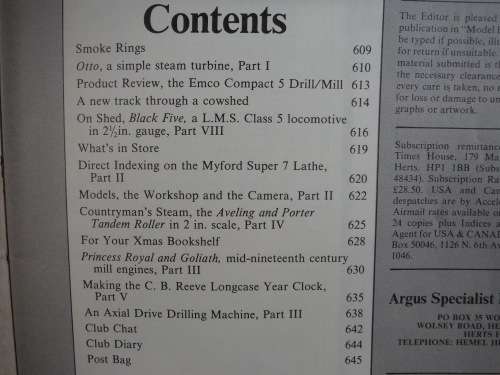 Contents
Smoke Rings 609
Otto, a simple steam turbine, Part I 610
Product Review, the Emco Compact 5 Drill/Mill 613
A new track through a cowshed 614
On Shed, Black Five, a L.M.S. Class 5 locomotive
in 2½in. gauge, Part VIII 616
What's in Store 619
Direct Indexing on the Myford Super 7 Lathe,
Part II 620
Models, the Workshop and the Camera, Part II 622
Countryman's Steam, the Aveling and Porter
Tandem Roller in 2 in. scale, Part IV 625
For Your Xmas Bookshelf 628
Princess Royal and Goliath, mid-nineteenth century
mill engines, Part III 630
Making the C. B. Reeve Longcase Year Clock,
Part V 635
An Axial Drive Drilling Machine, Part III 638
Club Chat 642
Club Diary 644
Post Bag 645
The Editor is pleased
publication in "Model
be typed if possible,
for return if unsuitable.
material submitted is th
the necessary clearance
every care is taken, no
for loss or damage to un
graphs or artwork.
Subscription remittanc
Times House, 179 Ma
Herts. HP1 1BB (Subs
48434). Subscription Ra
£28.50. USA and Can
despatches are by Accele
Airmail rates available o
24 copies plus Indices a
Agent for USA & CANAD
Box 50046, 1126 N. 6th A
1046.
Argus Specialist
PO BOX 35 WO
WOLSEY ROAD, HE
HERTS
TELEPHONE: HEMEL HE